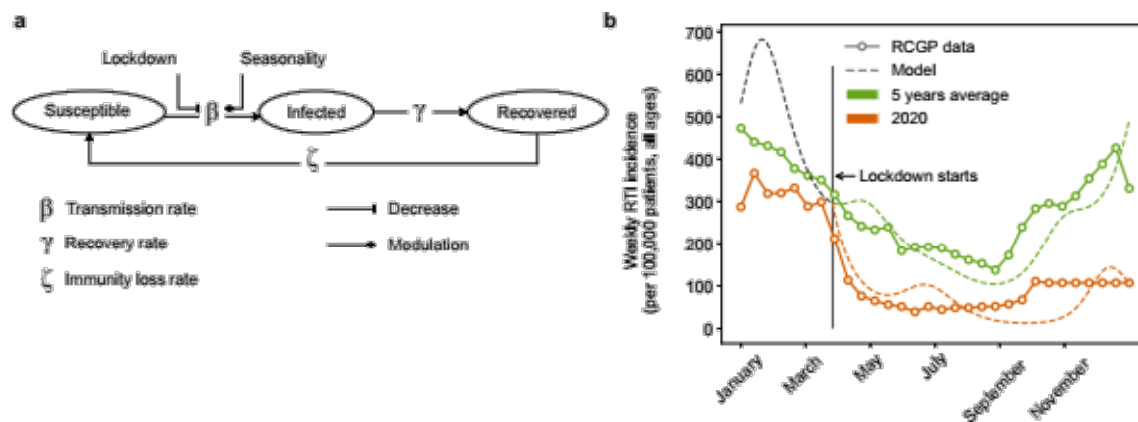 a
Lockdown Seasonality
Susceptible β Infected γ Recovered
ζ
β Transmission rate
γ Recovery rate
ζ Immunity loss rate
Decrease
Modulation
b
Weekly RTI incidence
(per 100,000 patients, all ages)
700
600
500
400
300
200
100
0
RCGP data
Model
5 years average
2020
Lockdown starts
January
March
May
July
September
November